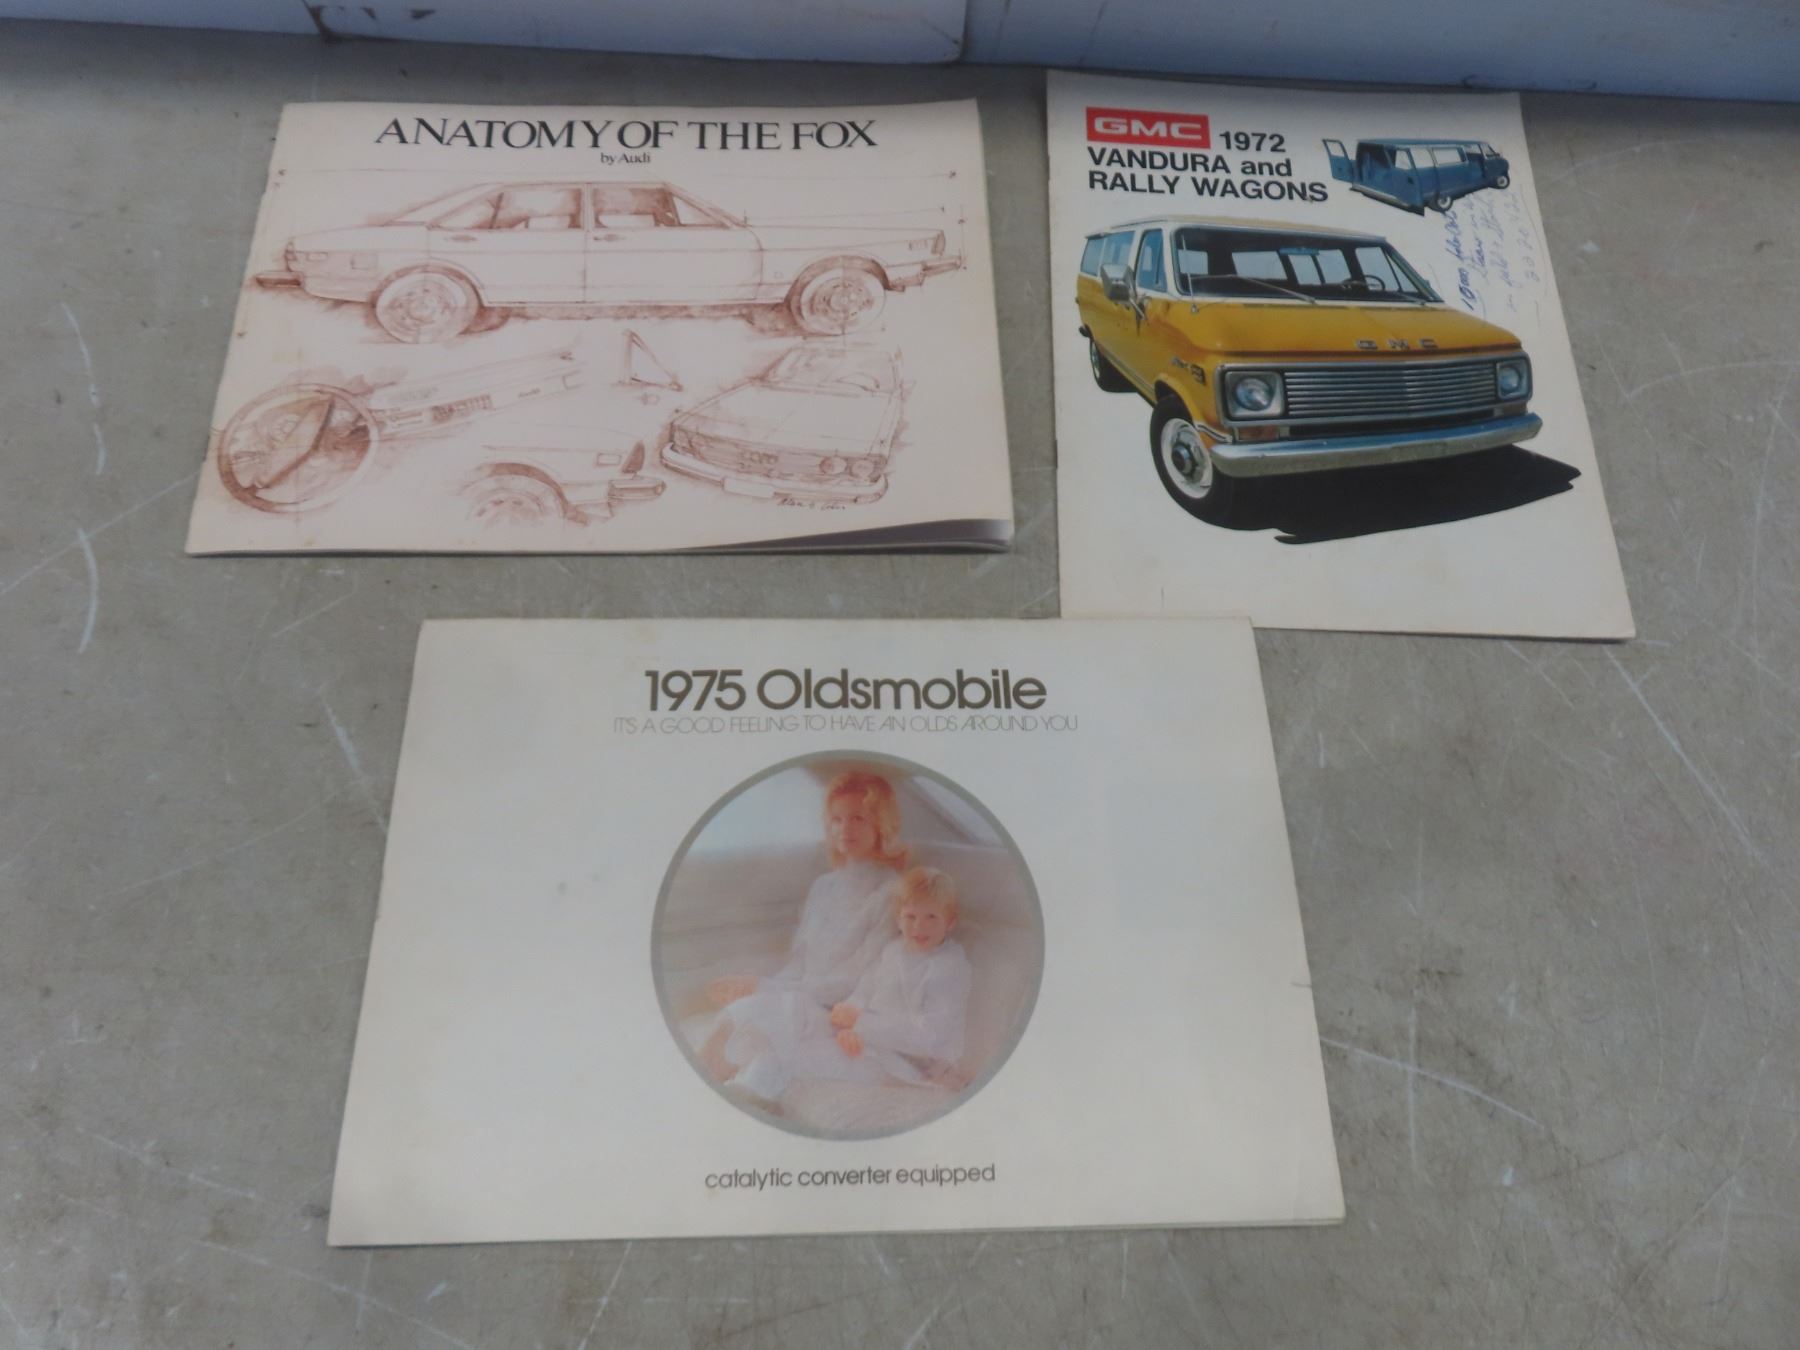 ANATOMY OF THE FOX
by Audi
GMC 1972
VANDURA and
RALLY WAGONS
GMC
1975 Oldsmobile
IT'S A GOOD FEELING TO HAVE AN OLDS AROUND YOU
catalytic converter equipped